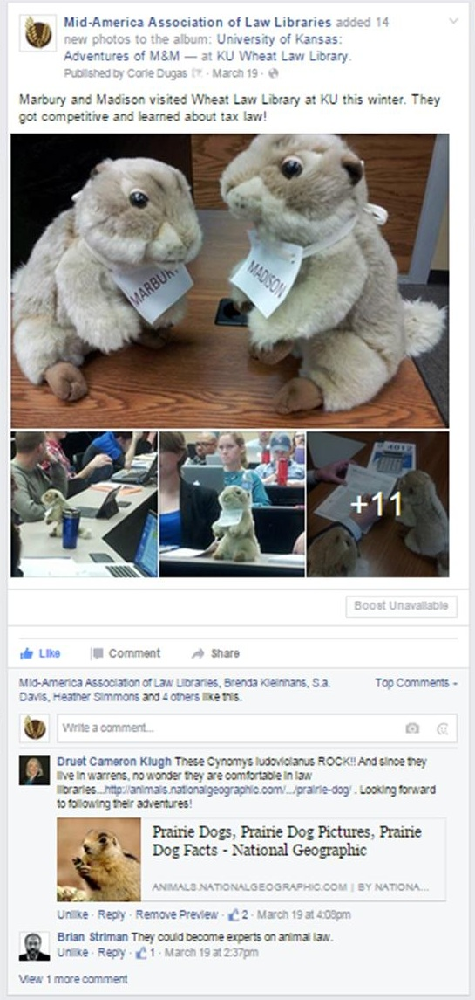 Mid-America Association of Law Libraries added 14
new photos to the album: University of Kansas:
Adventures of M&M — at KU Wheat Law Library.
Published by Corie Dugas · March 19 ·
Marbury and Madison visited Wheat Law Library at KU this winter. They
got competitive and learned about tax law!
MARBUR
MADISON
4012
+11
Boost Unavailable
Like Comment Share
Mid-America Association of Law Libraries, Brenda Kleinhans, S.a.
Davis, Heather Simmons and 4 others like this.
Top Comments
Write a comment...
Druet Cameron Klugh These Cynomys ludovicianus ROCK!! And since they
live in warrens, no wonder they are comfortable in law
libraries...http://animals.nationalgeographic.com/.../prairie-dog/ . Looking forward
to following their adventures!
Prairie Dogs, Prairie Dog Pictures, Prairie
Dog Facts - National Geographic
ANIMALS.NATIONALGEOGRAPHIC.COM | BY NATIONA...
Unlike · Reply · Remove Preview · 2 · March 19 at 4:08pm
Brian Striman They could become experts on animal law.
Unlike · Reply · 1 · March 19 at 2:37pm
View 1 more comment